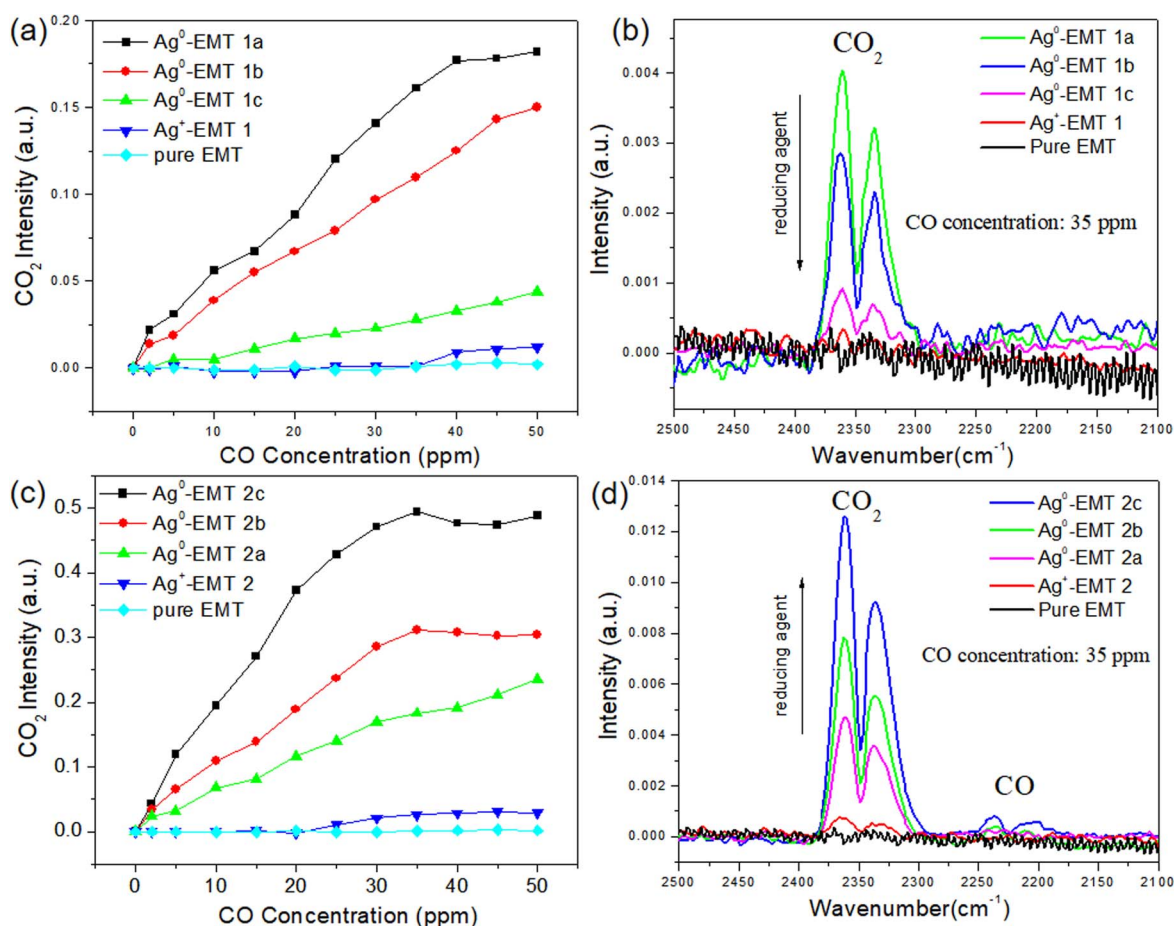 (a)
0.20
0.15
0.10
0.05
0.00
CO₂ Intensity (a.u.)
Ag⁰-EMT 1a
Ag⁰-EMT 1b
Ag⁰-EMT 1c
Ag⁺-EMT 1
pure EMT
0 10 20 30 40 50
CO Concentration (ppm)
(b)
0.004
0.003
0.002
0.001
0.000
Intensity (a.u.)
CO₂
reducing agent
Ag⁰-EMT 1a
Ag⁰-EMT 1b
Ag⁰-EMT 1c
Ag⁺-EMT 1
Pure EMT
CO concentration: 35 ppm
2500 2450 2400 2350 2300 2250 2200 2150 2100
Wavenumber(cm⁻¹)
(c)
0.5
0.4
0.3
0.2
0.1
0.0
CO₂ Intensity (a.u.)
Ag⁰-EMT 2c
Ag⁰-EMT 2b
Ag⁰-EMT 2a
Ag⁺-EMT 2
pure EMT
0 10 20 30 40 50
CO Concentration (ppm)
(d)
0.014
0.012
0.010
0.008
0.006
0.004
0.002
0.000
Intensity (a.u.)
CO₂
reducing agent
Ag⁰-EMT 2c
Ag⁰-EMT 2b
Ag⁰-EMT 2a
Ag⁺-EMT 2
Pure EMT
CO concentration: 35 ppm
CO
2500 2450 2400 2350 2300 2250 2200 2150 2100
Wavenumber(cm⁻¹)